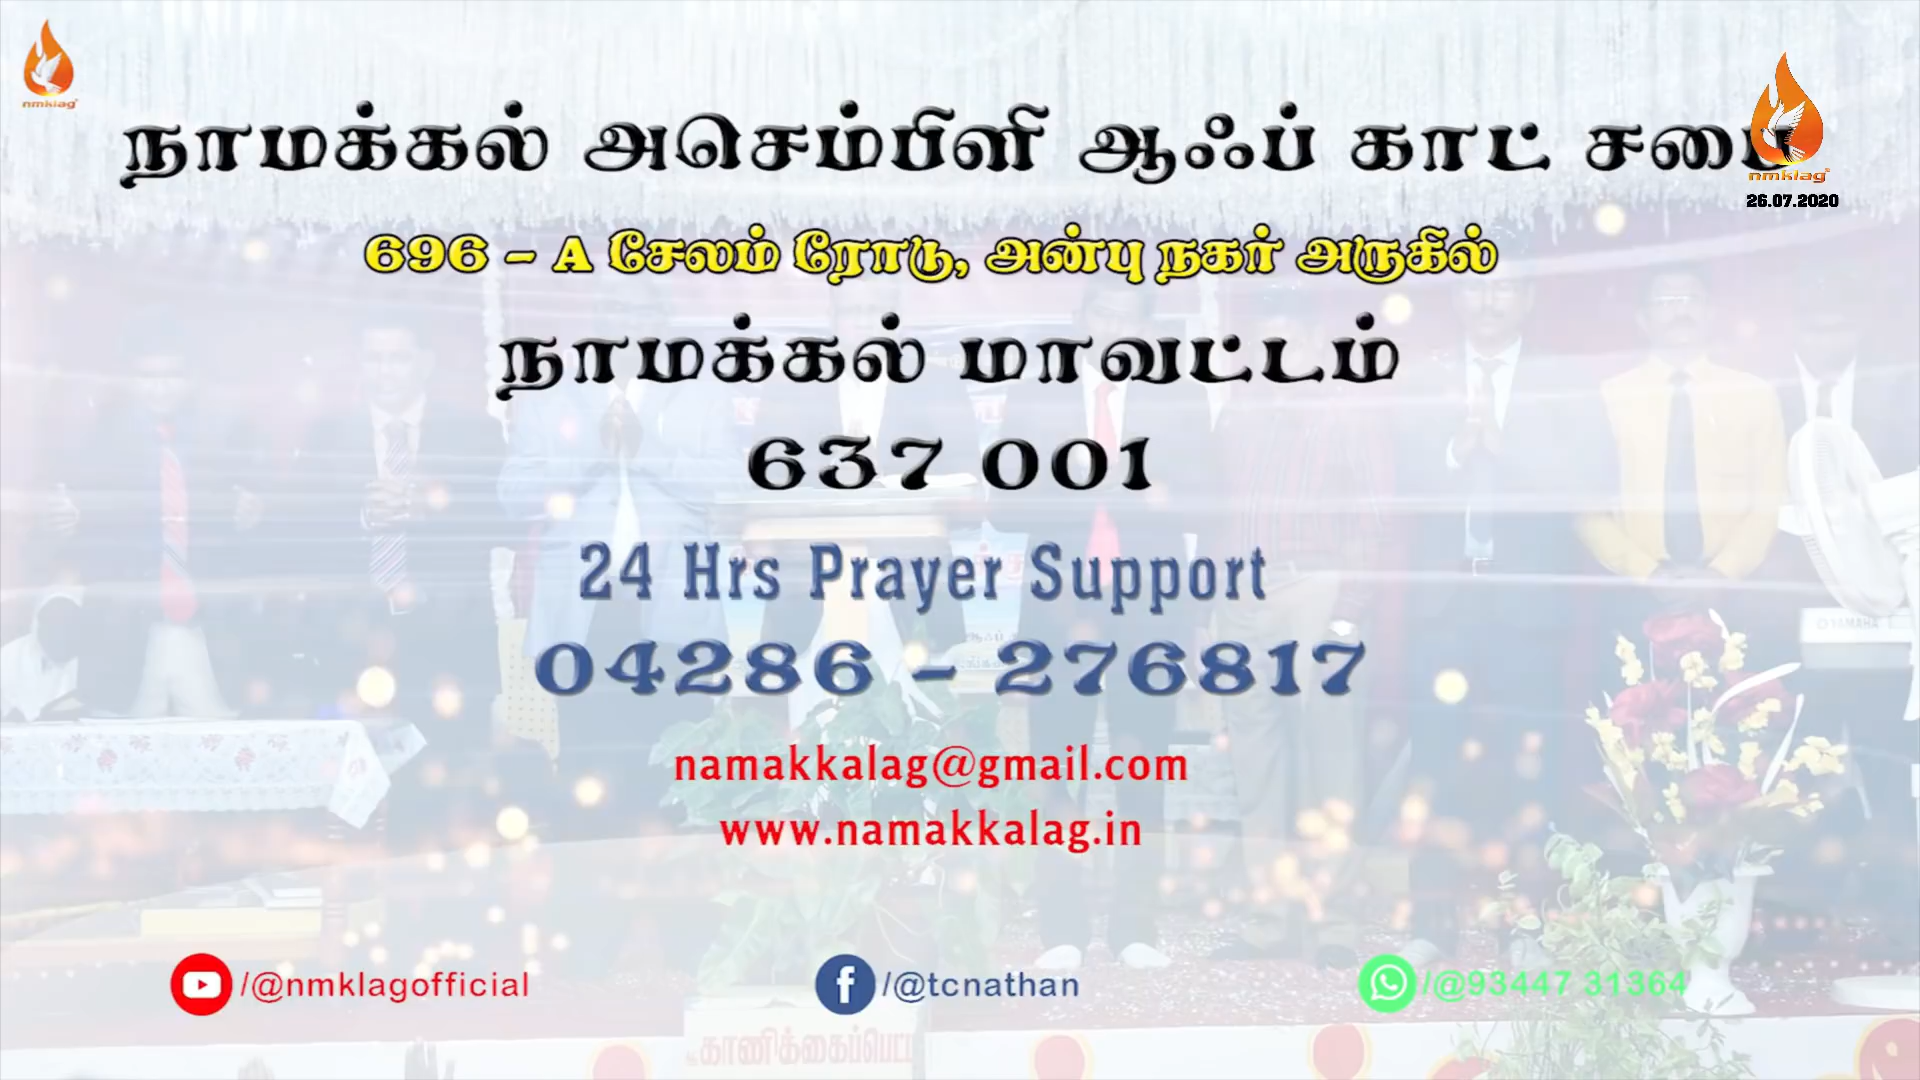 nmklag
நாமக்கல் அசெம்பிளி ஆஃப் காட் சபை
nmklag
26.07.2020
696 - A சேலம் ரோடு, அன்பு நகர் அருகில்
நாமக்கல் மாவட்டம்
637 001
24 Hrs Prayer Support
04286 - 276817
YAMAHA
namakkalag@gmail.com
www.namakkalag.in
/@nmklagofficial
/@tcnathan
/@93447 31364